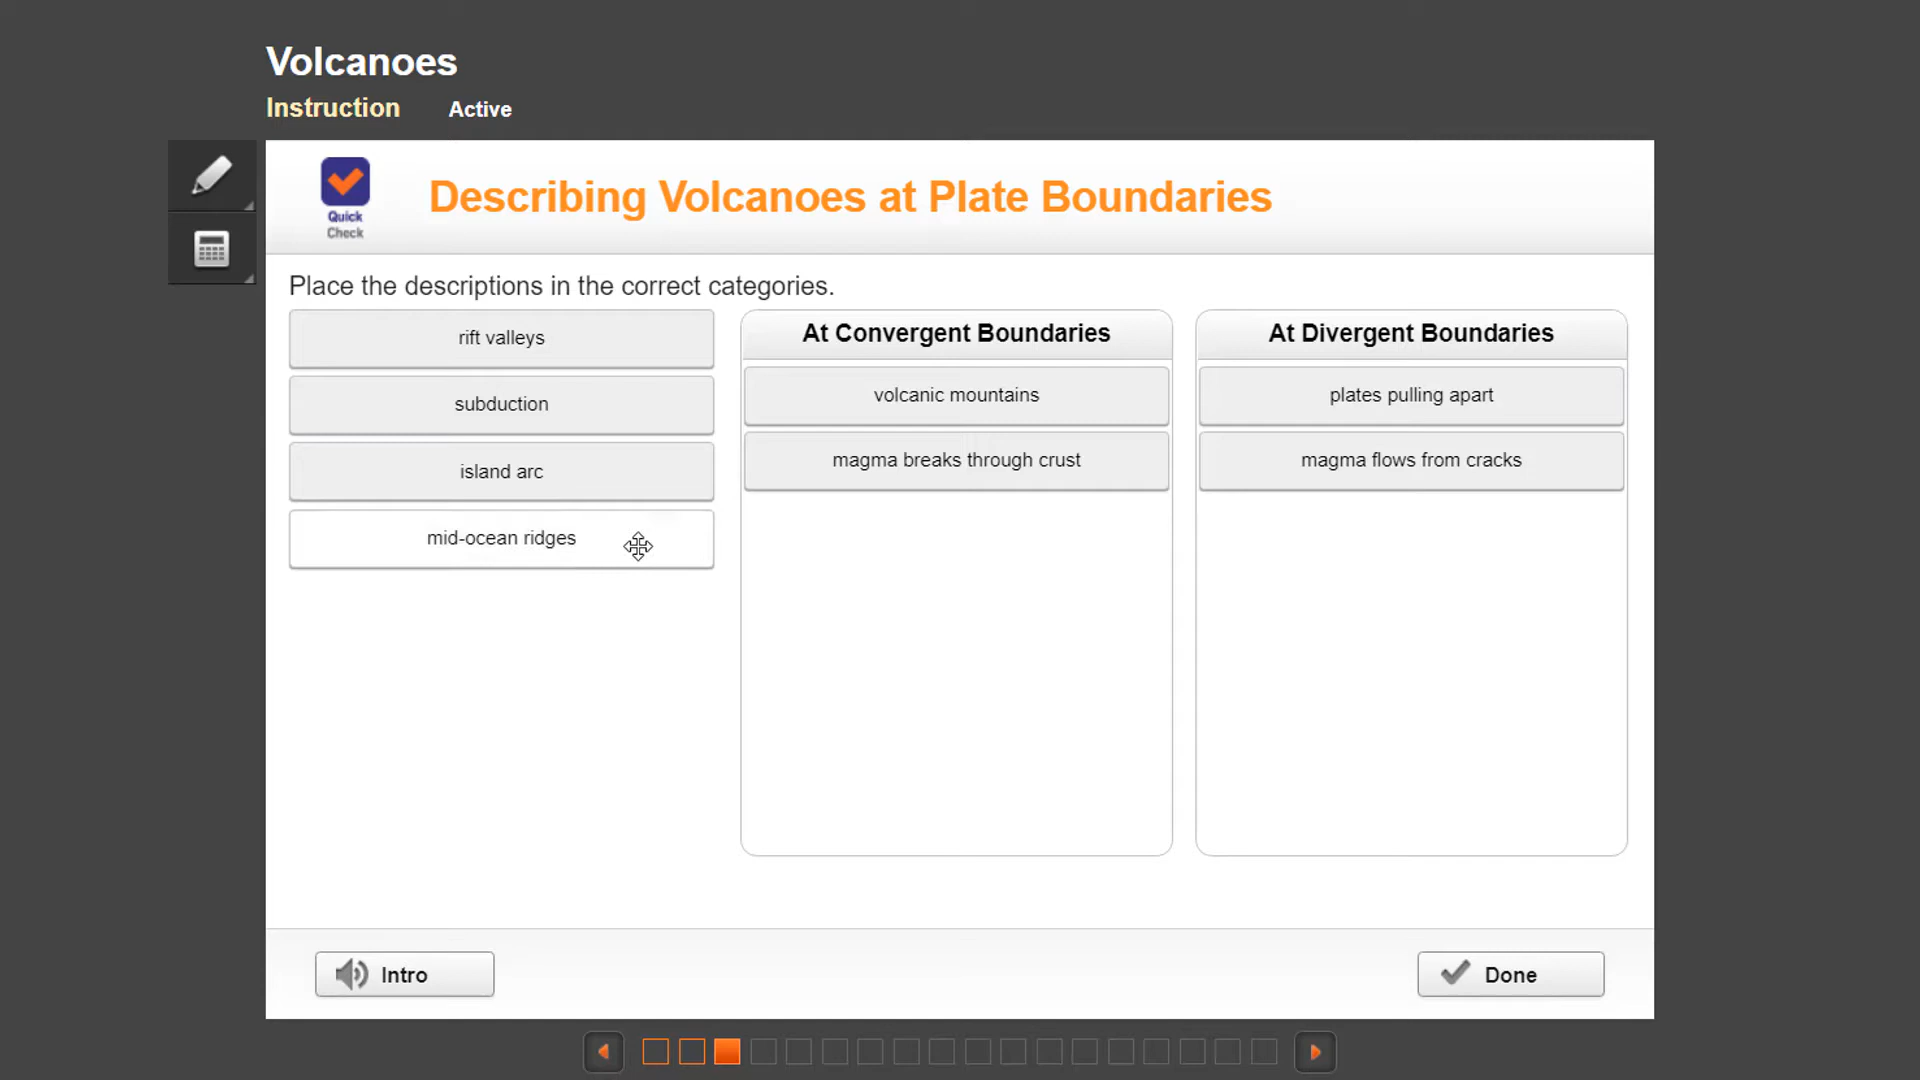 Volcanoes
Instruction Active
Quick
Check
Describing Volcanoes at Plate Boundaries
Place the descriptions in the correct categories.
rift valleys
subduction
island arc
mid-ocean ridges
At Convergent Boundaries
volcanic mountains
magma breaks through crust
At Divergent Boundaries
plates pulling apart
magma flows from cracks
Intro
Done